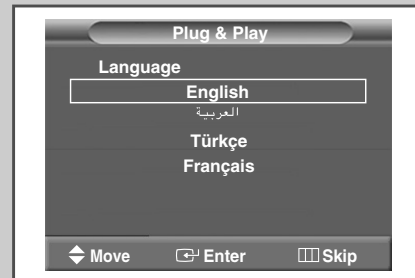 Plug & Play
Language
English
العربية
Türkçe
Français
Move Enter Skip